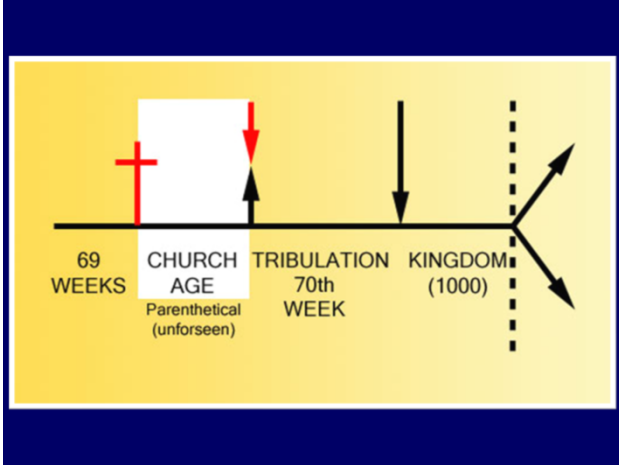 69
WEEKS
CHURCH
AGE
Parenthetical
(unforseen)
TRIBULATION
70th
WEEK
KINGDOM
(1000)